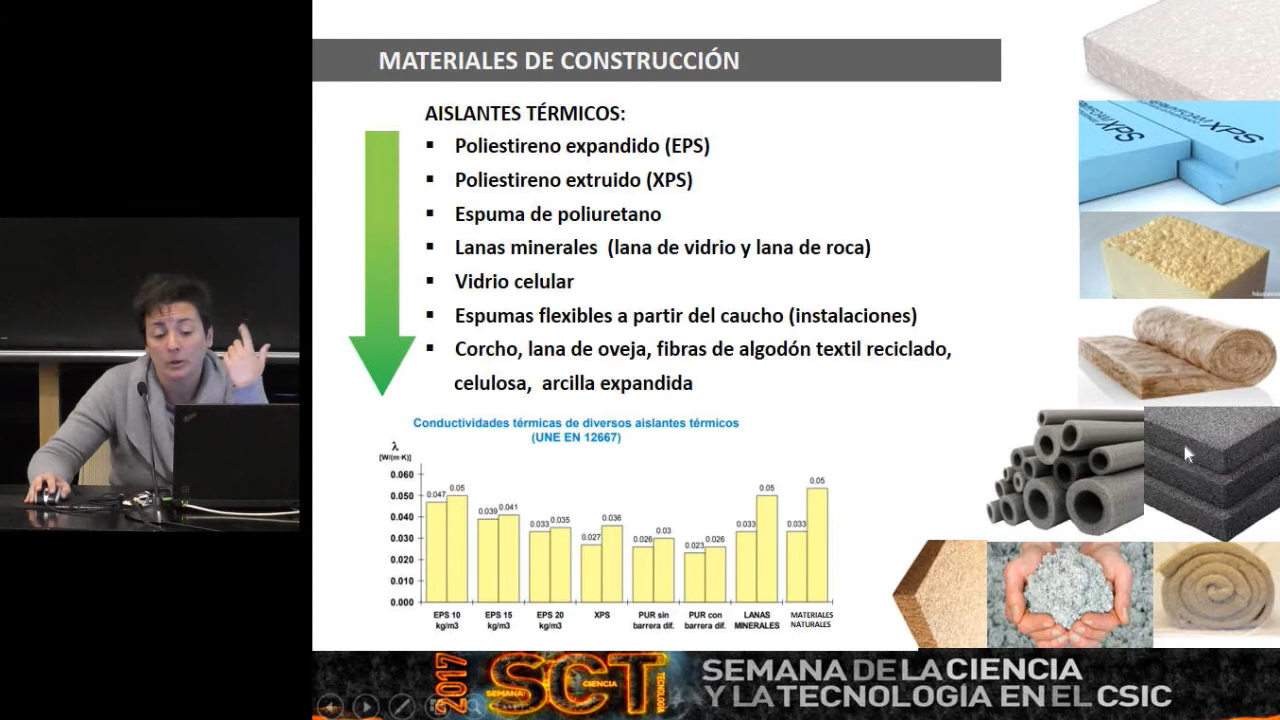 MATERIALES DE CONSTRUCCIÓN
AISLANTES TÉRMICOS:
Poliestireno expandido (EPS)
Poliestireno extruido (XPS)
Espuma de poliuretano
Lanas minerales (lana de vidrio y lana de roca)
Vidrio celular
Espumas flexibles a partir del caucho (instalaciones)
Corcho, lana de oveja, fibras de algodón textil reciclado,
celulosa, arcilla expandida
XPS
XPS
Conductividades térmicas de diversos aislantes térmicos
(UNE EN 12667)
λ
[W/(m·K)]
0.060
0.050
0.040
0.030
0.020
0.010
0.000
0.047 0.05
0.039 0.041
0.033 0.035
0.027 0.036
0.026 0.03
0.023 0.026
0.033 0.05
0.033 0.05
EPS 10 kg/m3
EPS 15 kg/m3
EPS 20 kg/m3
XPS
PUR sin barrera dif.
PUR con barrera dif.
LANAS MINERALES
MATERIALES NATURALES
2017
SCT
SEMANA
CIENCIA
TECNOLOGÍA
SEMANA DE LA CIENCIA
Y LA TECNOLOGÍA EN EL CSIC